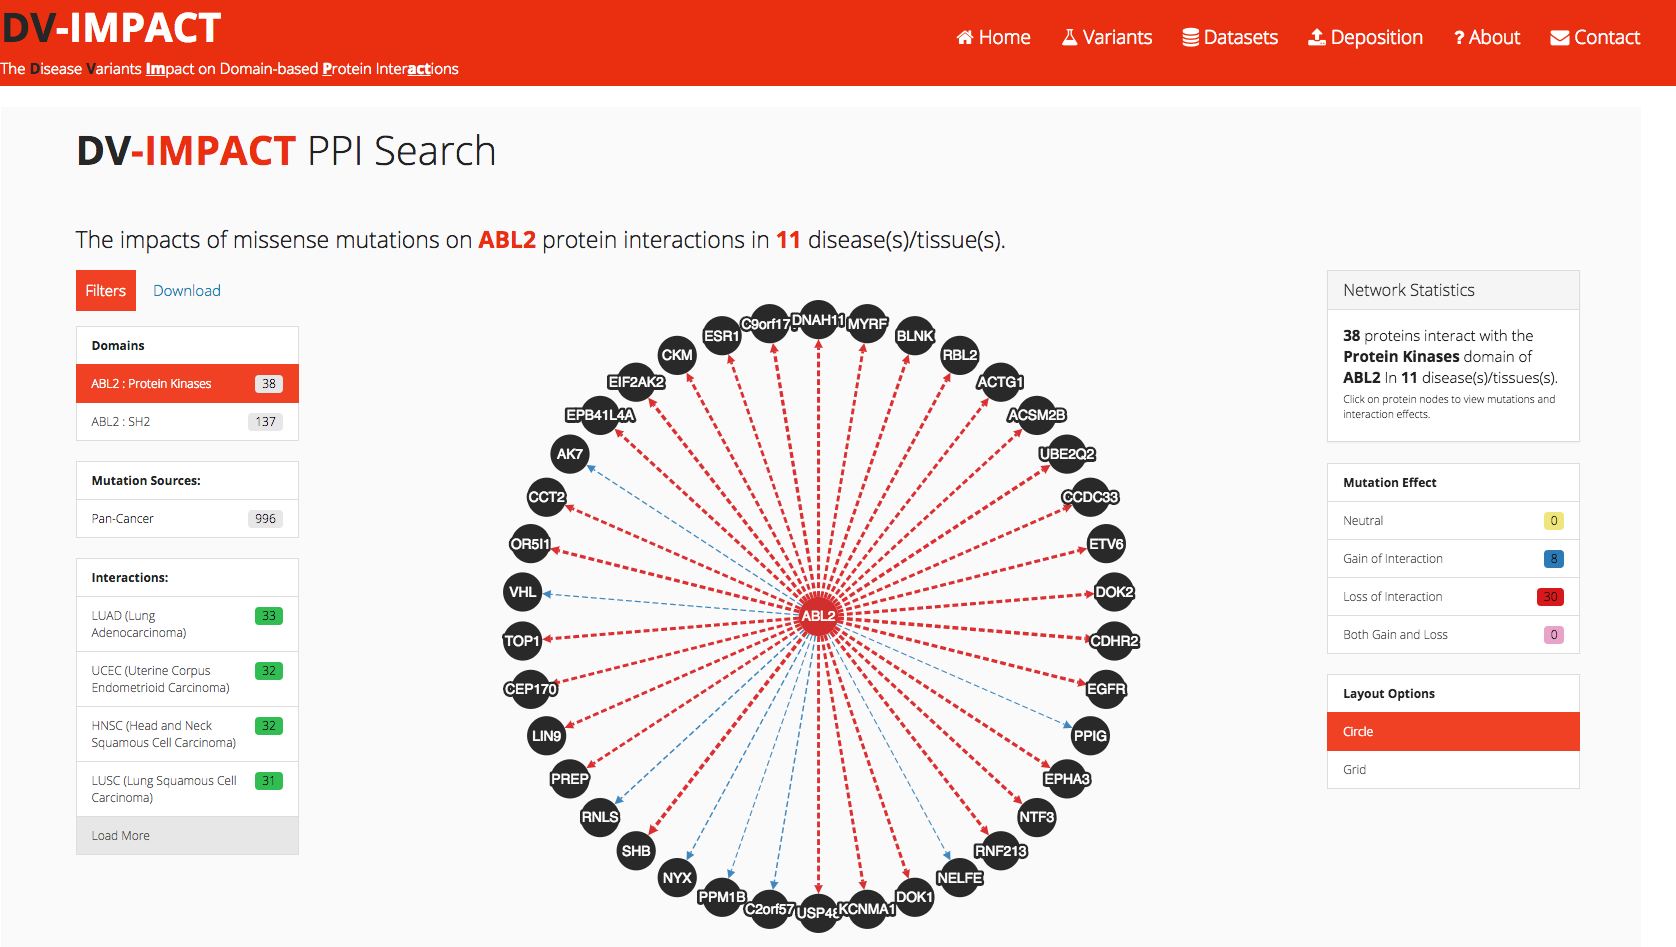 DV-IMPACT
The Disease Variants Impact on Domain-based Protein Interactions
Home Variants Datasets Deposition ? About Contact
DV-IMPACT PPI Search
The impacts of missense mutations on ABL2 protein interactions in 11 disease(s)/tissue(s).
Filters Download
Domains
ABL2 : Protein Kinases 38
ABL2 : SH2 137
Mutation Sources:
Pan-Cancer 996
Interactions:
LUAD (Lung
Adenocarcinoma) 33
UCEC (Uterine Corpus
Endometrioid Carcinoma) 32
HNSC (Head and Neck
Squamous Cell Carcinoma) 32
LUSC (Lung Squamous Cell
Carcinoma) 31
Load More
DNAH11
MYRF
BLNK
RBL2
ACTG1
ACSM2B
UBE2Q2
CCDC33
ETV6
DOK2
CDHR2
EGFR
PPIG
EPHA3
NTF3
RNF213
NELFE
DOK1
KCNMA1
USP48
C2orf57
PPM1B
NYX
SHB
RNLS
PREP
LIN9
CEP170
TOP1
VHL
OR5I1
CCT2
AK7
EPB41L4A
EIF2AK2
CKM
ESR1
C9orf17
ABL2
Network Statistics
38 proteins interact with the
Protein Kinases domain of
ABL2 In 11 disease(s)/tissues(s).
Click on protein nodes to view mutations and
interaction effects.
Mutation Effect
Neutral 0
Gain of Interaction 8
Loss of Interaction 30
Both Gain and Loss 0
Layout Options
Circle
Grid